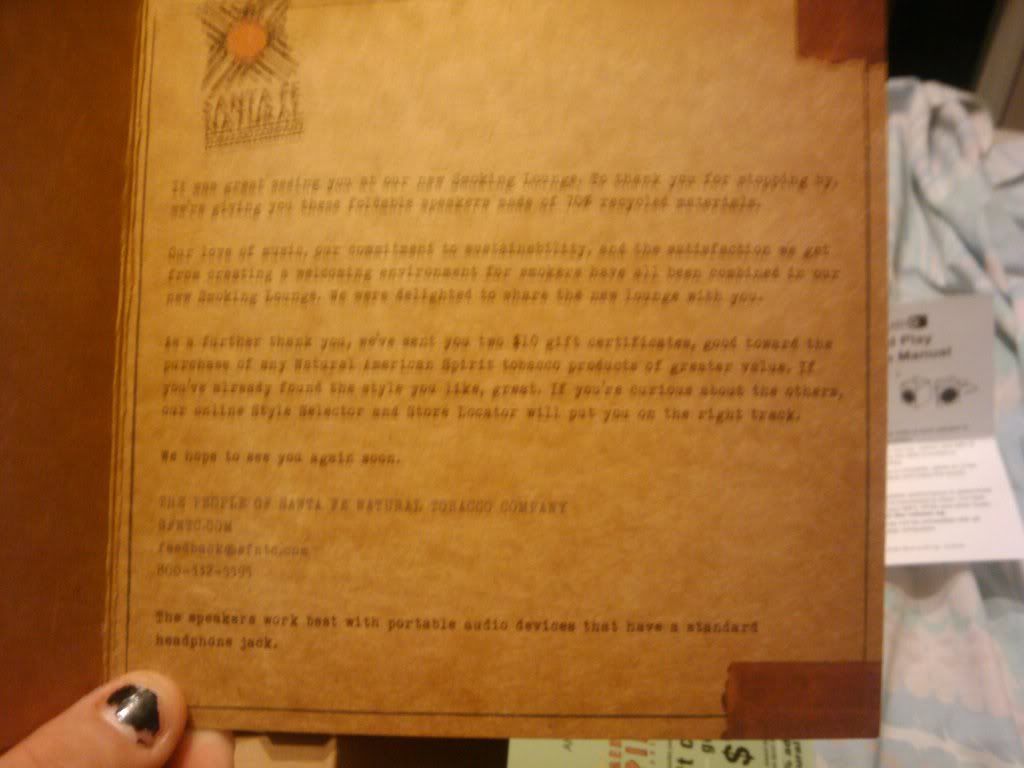 SANTA FE
It was great seeing you at our new Smoking Lounge. To thank you for stopping by,
we're giving you these foldable speakers made of 70% recycled materials.
Our love of music, our commitment to sustainability, and the satisfaction we get
from creating a welcoming environment for smokers have all been combined in our
new Smoking Lounge. We were delighted to share the new lounge with you.
As a further thank you, we've sent you two $10 gift certificates, good toward the
purchase of any Natural American Spirit tobacco products of greater value. If
you've already found the style you like, great. If you're curious about the others,
our online Style Selector and Store Locator will put you on the right track.
We hope to see you again soon.
THE PEOPLE OF SANTA FE NATURAL TOBACCO COMPANY
SFNTC.COM
feedback@sfntc.com
The speakers work best with portable audio devices that have a standard
headphone jack.
d Play
Manual
$